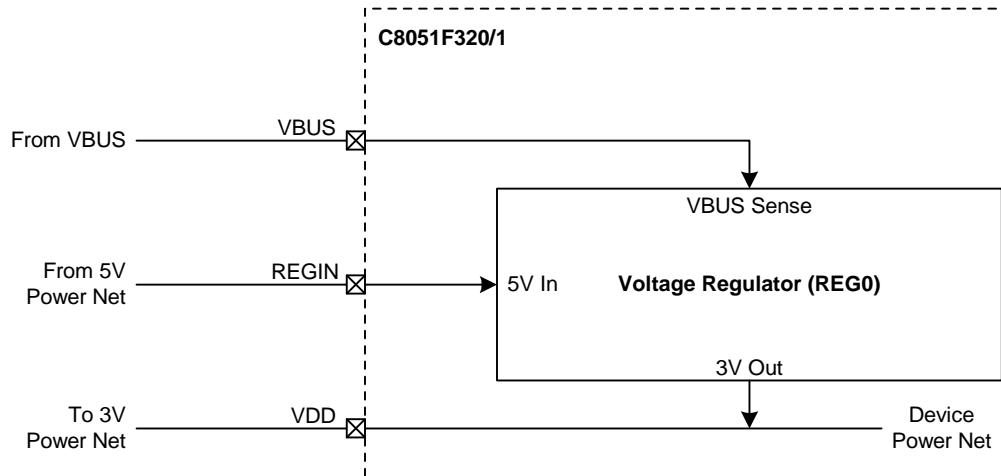 C8051F320/1
From VBUS
VBUS
VBUS Sense
From 5V
Power Net
REGIN
5V In
Voltage Regulator (REG0)
3V Out
To 3V
Power Net
VDD
Device
Power Net